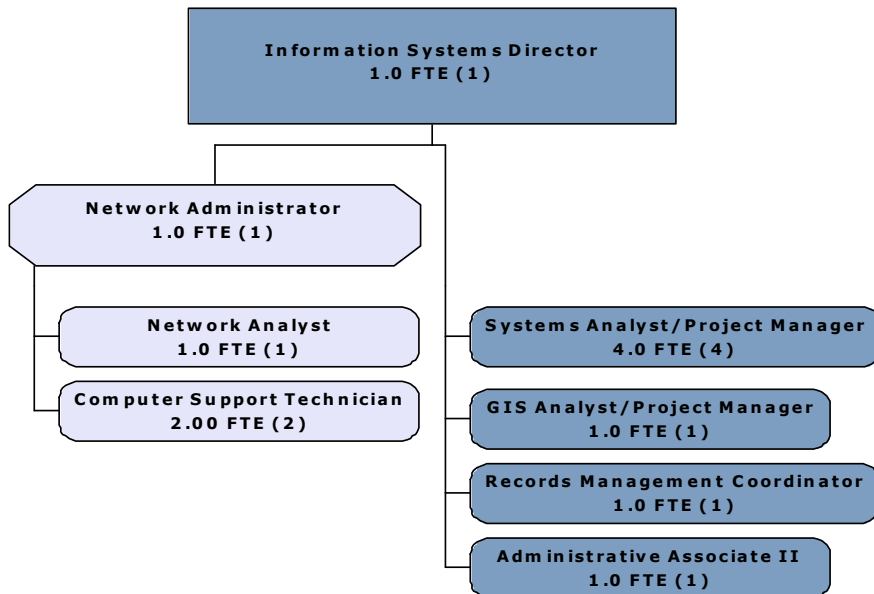 Information Systems Director
1.0 FTE (1)
Network Administrator
1.0 FTE (1)
Network Analyst
1.0 FTE (1)
Computer Support Technician
2.00 FTE (2)
Systems Analyst/Project Manager
4.0 FTE (4)
GIS Analyst/Project Manager
1.0 FTE (1)
Records Management Coordinator
1.0 FTE (1)
Administrative Associate II
1.0 FTE (1)